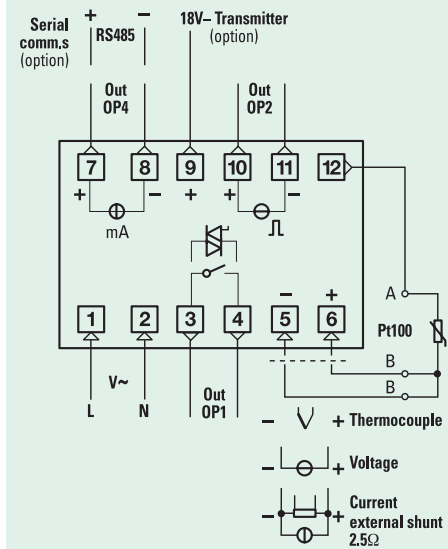 Serial
comm.s
(option)
+ RS485 −
18V– Transmitter
(option)
Out
OP4
Out
OP2
7 8 9 10 11 12
+ − + + −
mA
A
− +
1 2 3 4 5 6
Pt100
B
B
V~
L N
Out
OP1
− + Thermocouple
− + Voltage
− + Current
external shunt
2.5Ω